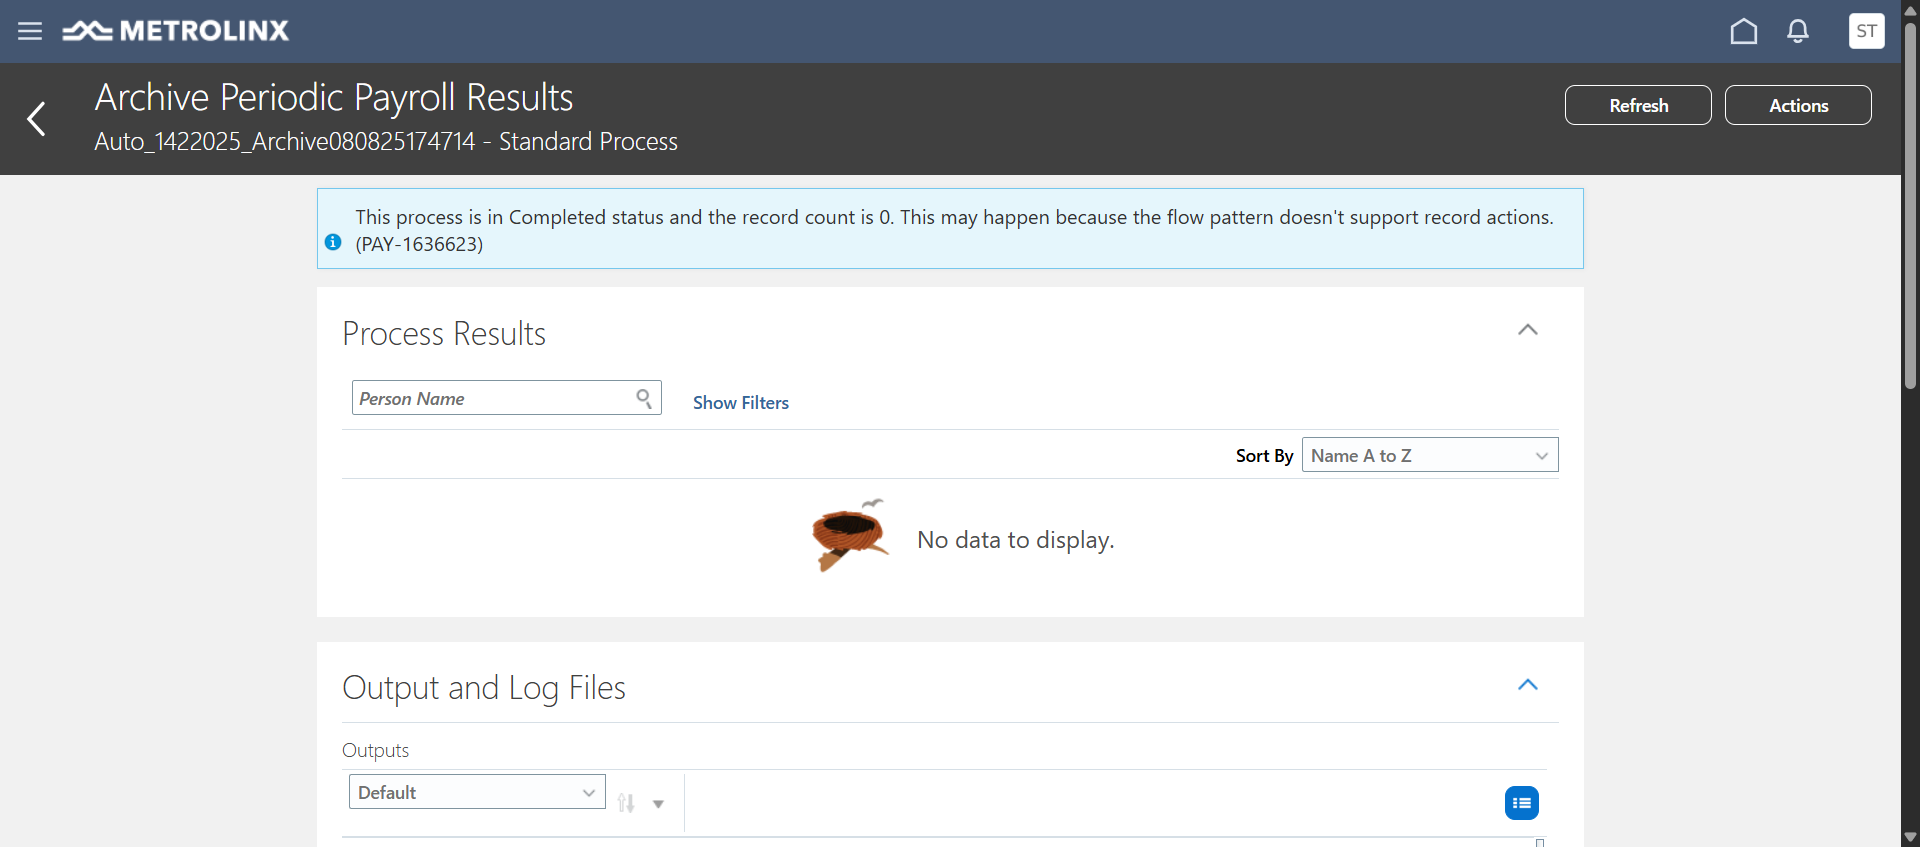 METROLINX
ST
Archive Periodic Payroll Results
Auto_1422025_Archive080825174714 - Standard Process
Refresh
Actions
This process is in Completed status and the record count is 0. This may happen because the flow pattern doesn't support record actions.
(PAY-1636623)
Process Results
Person Name
Show Filters
Sort By
Name A to Z
No data to display.
Output and Log Files
Outputs
Default